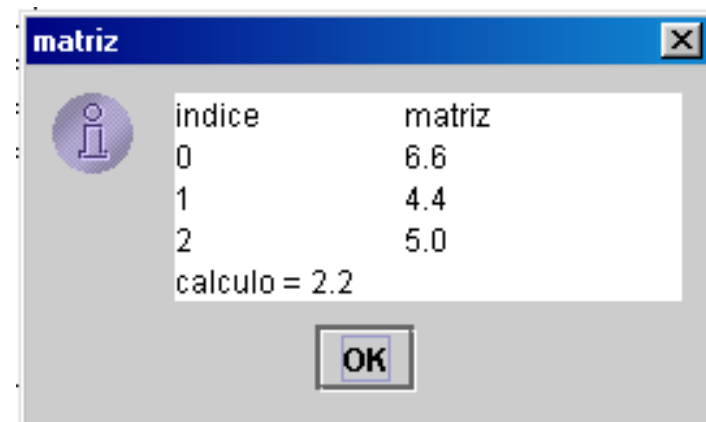 matriz
indice matriz
0 6.6
1 4.4
2 5.0
calculo = 2.2
OK